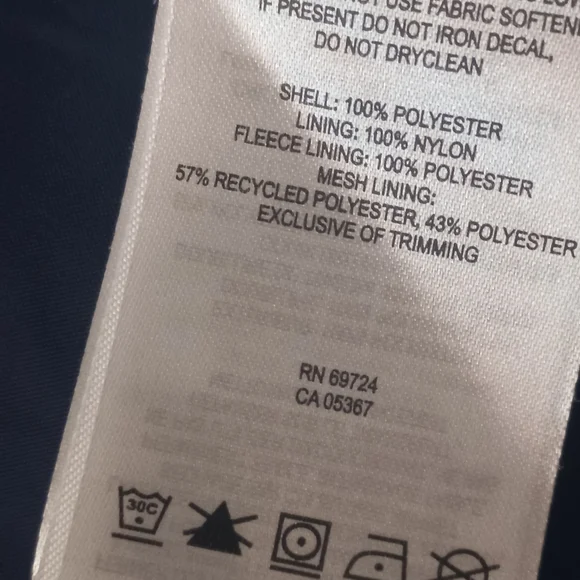 USE FABRIC SOFTEN
IF PRESENT DO NOT IRON DECAL,
DO NOT DRYCLEAN
SHELL: 100% POLYESTER
LINING: 100% NYLON
FLEECE LINING: 100% POLYESTER
MESH LINING:
57% RECYCLED POLYESTER, 43% POLYESTER
EXCLUSIVE OF TRIMMING
RN 69724
CA 05367
30C